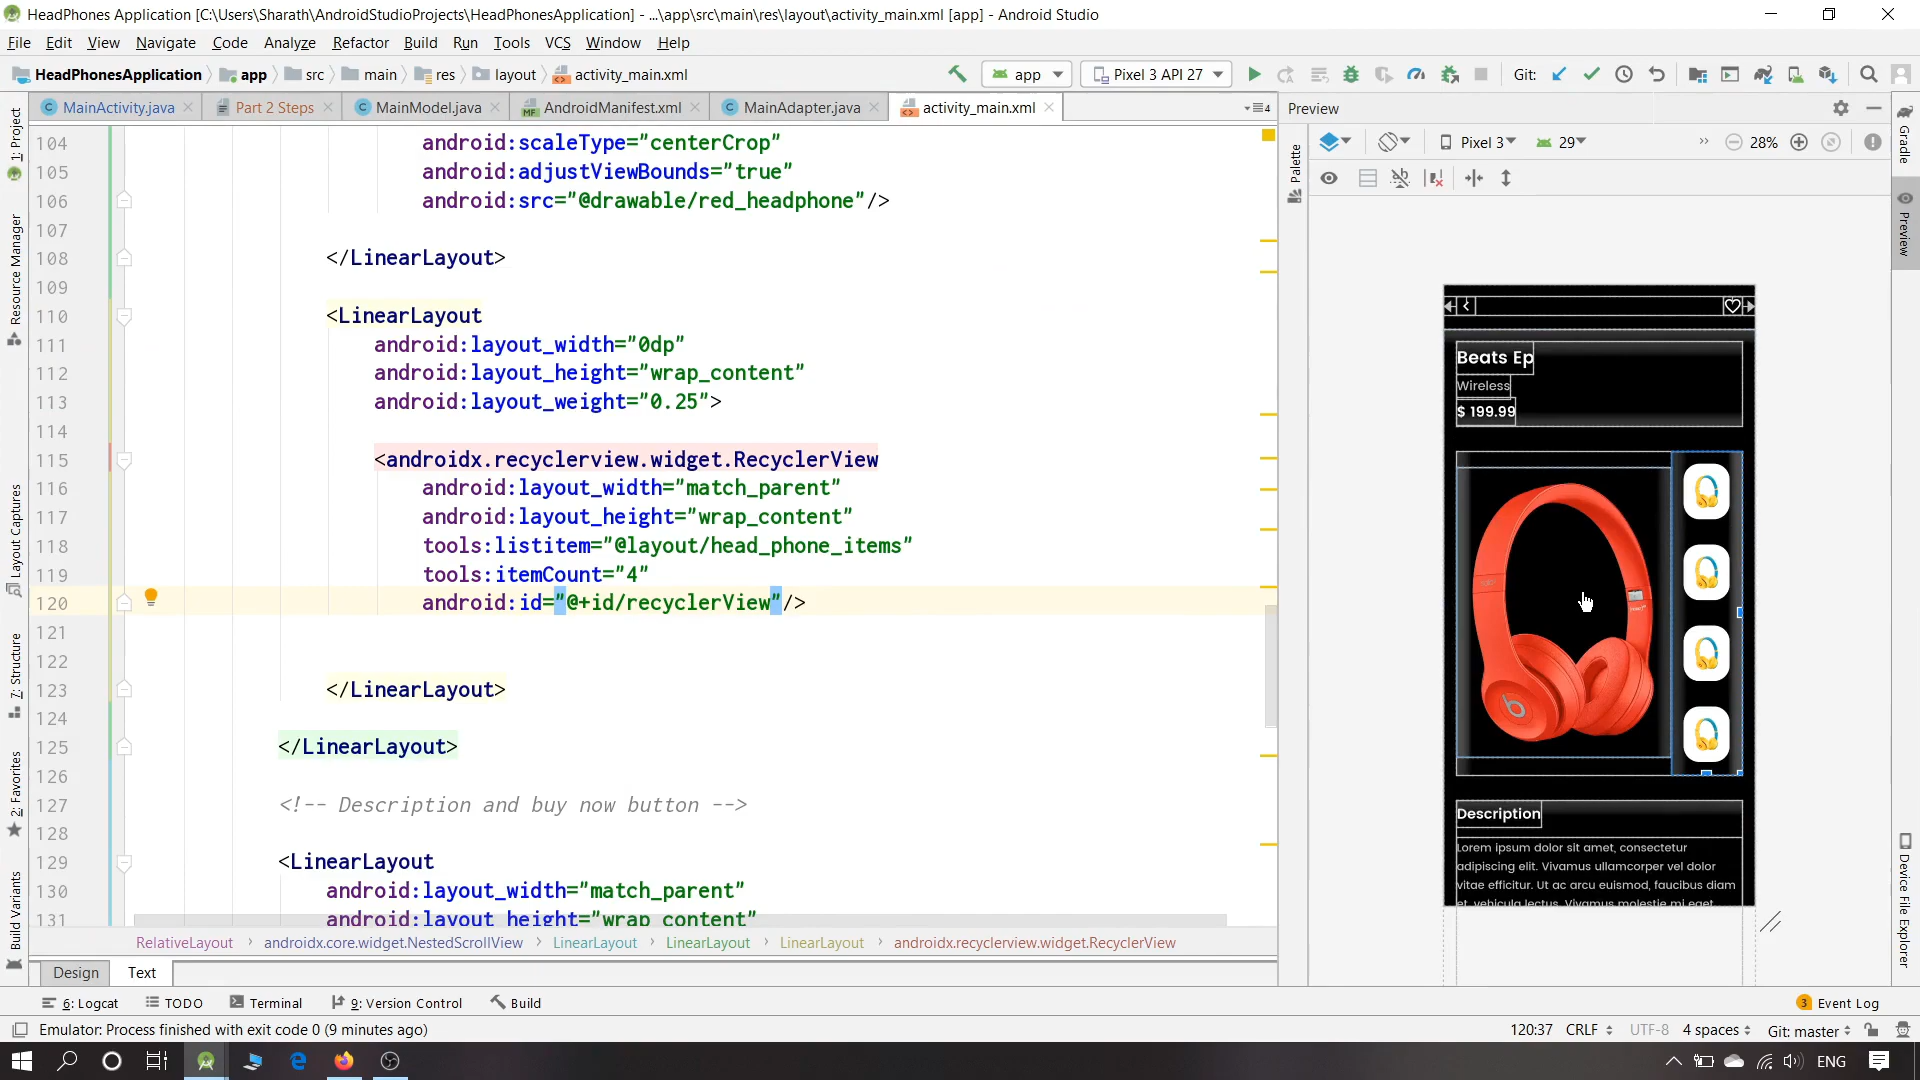 HeadPhones Application [C:\Users\Sharath\AndroidStudioProjects\HeadPhonesApplication] - ...\app\src\main\res\layout\activity_main.xml [app] - Android Studio
File Edit View Navigate Code Analyze Refactor Build Run Tools VCS Window Help
HeadPhonesApplication app src main res layout activity_main.xml app Pixel 3 API 27 Git:
MainActivity.java Part 2 Steps MainModel.java AndroidManifest.xml MainAdapter.java activity_main.xml 4 Preview
1: Project
Resource Manager
Layout Captures
7: Structure
2: Favorites
Build Variants
104 android:scaleType="centerCrop"
105 android:adjustViewBounds="true"
106 android:src="@drawable/red_headphone"/>
107
108 </LinearLayout>
109
110 <LinearLayout
111 android:layout_width="0dp"
112 android:layout_height="wrap_content"
113 android:layout_weight="0.25">
114
115 <androidx.recyclerview.widget.RecyclerView
116 android:layout_width="match_parent"
117 android:layout_height="wrap_content"
118 tools:listitem="@layout/head_phone_items"
119 tools:itemCount="4"
120 android:id="@+id/recyclerView"/>
121
122
123 </LinearLayout>
124
125 </LinearLayout>
126
127 <!-- Description and buy now button -->
128
129 <LinearLayout
130 android:layout_width="match_parent"
131 android:layout_height="wrap_content"
RelativeLayout androidx.core.widget.NestedScrollView LinearLayout LinearLayout LinearLayout androidx.recyclerview.widget.RecyclerView
Design Text
Palette
Pixel 3 29 28%
Beats Ep
Wireless
$ 199.99
Description
Lorem ipsum dolor sit amet, consectetur
adipiscing elit. Vivamus ullamcorper vel dolor
vitae efficitur. Ut ac arcu euismod, faucibus diam
et, vehicula lectus. Vivamus molestie mi eget
Gradle
Preview
Device File Explorer
6: Logcat TODO Terminal 9: Version Control Build 3 Event Log
Emulator: Process finished with exit code 0 (9 minutes ago) 120:37 CRLF UTF-8 4 spaces Git: master
ENG